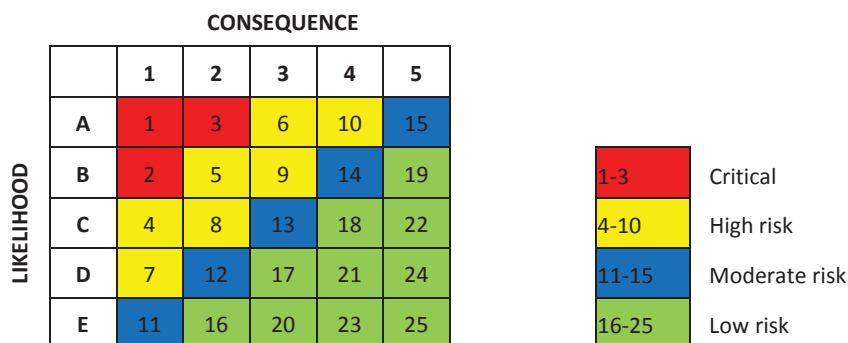 CONSEQUENCE
1 2 3 4 5
A 1 3 6 10 15
B 2 5 9 14 19
C 4 8 13 18 22
D 7 12 17 21 24
E 11 16 20 23 25
LIKELIHOOD
1-3 Critical
4-10 High risk
11-15 Moderate risk
16-25 Low risk